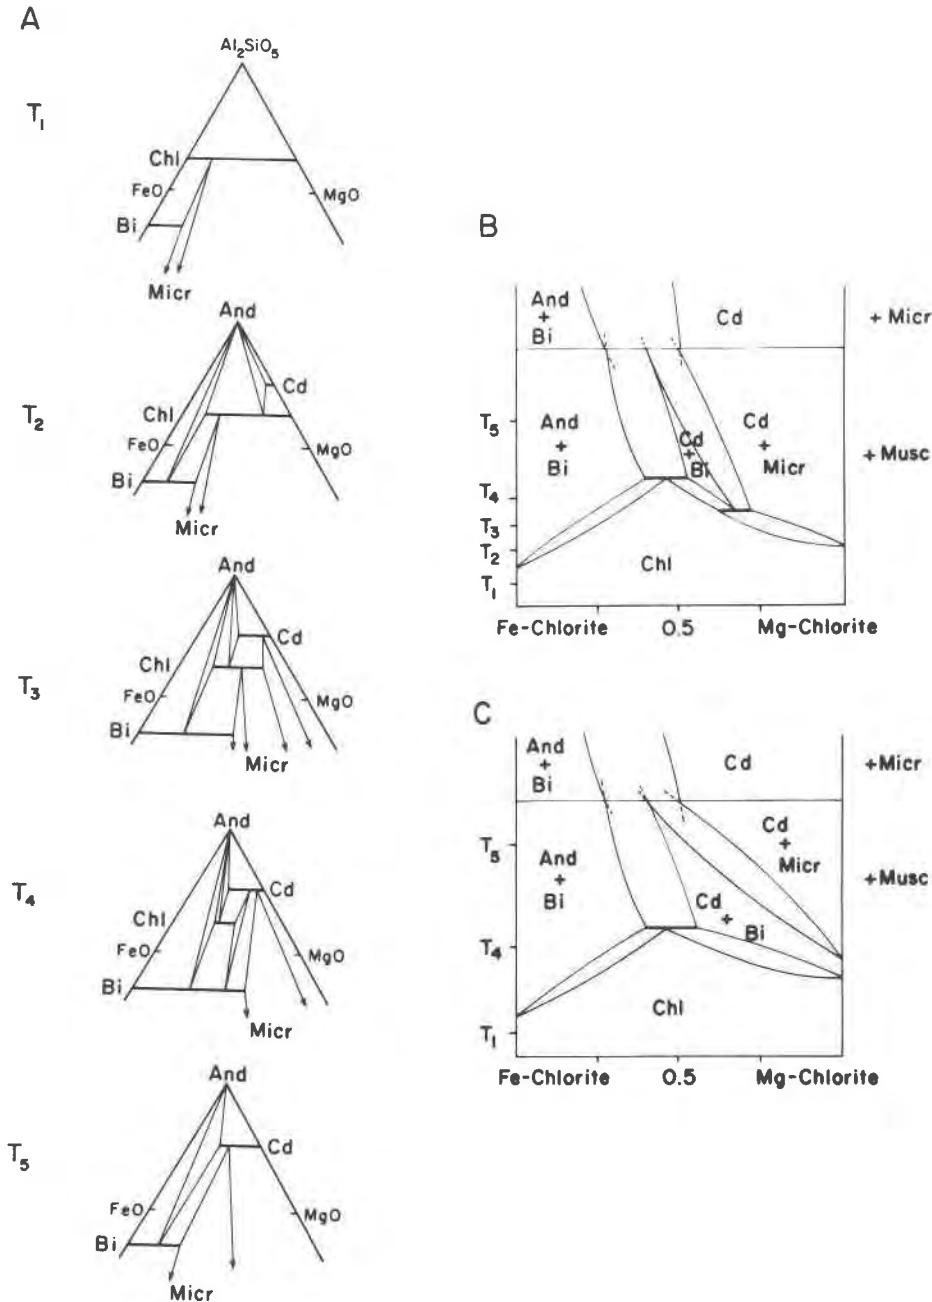 A
Al₂SiO₅
T₁
Chl
FeO
MgO
Bi
Micr
And
Cd
T₂
Chl
FeO
MgO
Bi
Micr
And
Cd
Chl
T₃
FeO
MgO
Bi
Micr
And
T₄
Cd
Chl
FeO
MgO
Bi
Micr
And
T₅
Cd
FeO
MgO
Bi
Micr
B
And
+
Bi
Cd
+ Micr
T₅
And
+
Bi
Cd
+
Bi
Cd
+
Micr
+ Musc
T₄
T₃
T₂
T₁
Chl
Fe-Chlorite
0.5
Mg-Chlorite
C
And
+
Bi
Cd
+Micr
T₅
And
+
Bi
Cd
+
Micr
Cd
+
Bi
+Musc
T₄
T₁
Chl
Fe-Chlorite
0.5
Mg-Chlorite